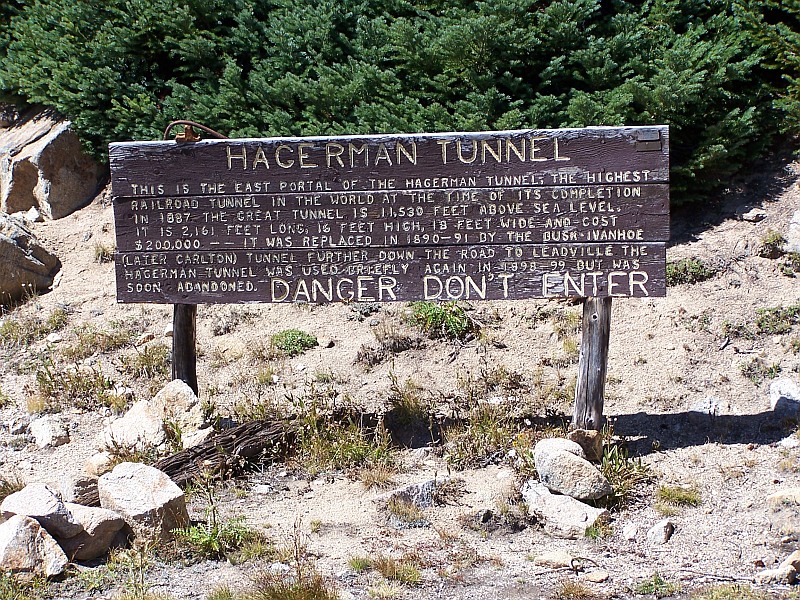 HAGERMAN TUNNEL
THIS IS THE EAST PORTAL OF THE HAGERMAN TUNNEL; THE HIGHEST
RAILROAD TUNNEL IN THE WORLD AT THE TIME OF ITS COMPLETION
IN 1887. THE GREAT TUNNEL IS 11,530 FEET ABOVE SEA LEVEL.
IT IS 2,161 FEET LONG, 16 FEET HIGH, 18 FEET WIDE AND COST
$200,000 -- IT WAS REPLACED IN 1890-91 BY THE BUSK-IVANHOE
(LATER CARLTON) TUNNEL FURTHER DOWN THE ROAD TO LEADVILLE THE
HAGERMAN TUNNEL WAS USED BRIEFLY AGAIN IN 1898-99 BUT WAS
SOON ABANDONED. DANGER DON'T ENTER